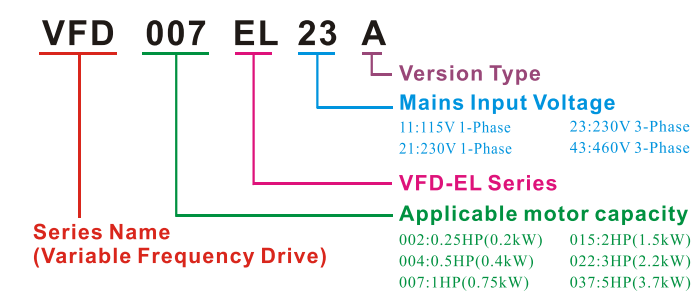 VFD 007 EL 23 A
Version Type
Mains Input Voltage
11:115V 1-Phase 23:230V 3-Phase
21:230V 1-Phase 43:460V 3-Phase
VFD-EL Series
Applicable motor capacity
002:0.25HP(0.2kW) 015:2HP(1.5kW)
004:0.5HP(0.4kW) 022:3HP(2.2kW)
007:1HP(0.75kW) 037:5HP(3.7kW)
Series Name
(Variable Frequency Drive)